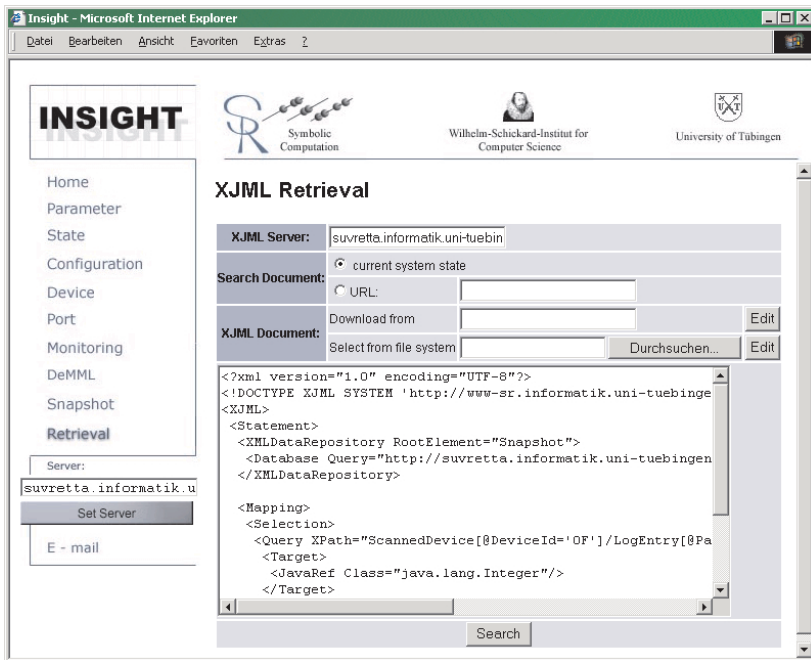 Insight - Microsoft Internet Explorer
Datei Bearbeiten Ansicht Favoriten Extras ?
INSIGHT
SR
Symbolic
Computation
Wilhelm-Schickard-Institut for
Computer Science
University of Tübingen
Home
Parameter
State
Configuration
Device
Port
Monitoring
DeMML
Snapshot
Retrieval
Server:
suvretta.informatik.u
Set Server
E - mail
XJML Retrieval
XJML Server: suvretta.informatik.uni-tuebin
Search Document: current system state
URL:
XJML Document: Download from Edit
Select from file system Durchsuchen... Edit
<?xml version="1.0" encoding="UTF-8"?>
<!DOCTYPE XJML SYSTEM 'http://www-sr.informatik.uni-tuebinge
<XJML>
<Statement>
<XMLDataRepository RootElement="Snapshot">
<Database Query="http://suvretta.informatik.uni-tuebingen
</XMLDataRepository>
<Mapping>
<Selection>
<Query XPath="ScannedDevice[@DeviceId='OF']/LogEntry[@Pa
<Target>
<JavaRef Class="java.lang.Integer"/>
</Target>
Search